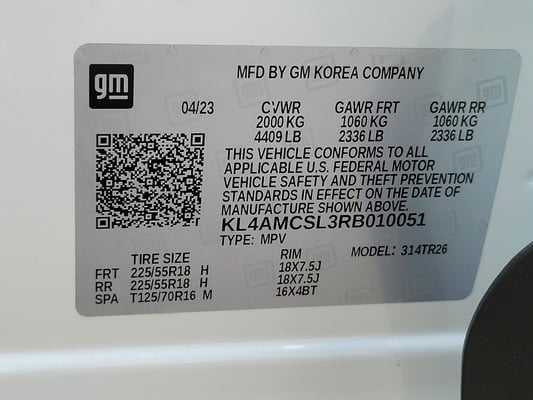 gm
MFD BY GM KOREA COMPANY
04/23 CVWR GAWR FRT GAWR RR
2000 KG 1060 KG 1060 KG
4409 LB 2336 LB 2336 LB
THIS VEHICLE CONFORMS TO ALL
APPLICABLE U.S. FEDERAL MOTOR
VEHICLE SAFETY AND THEFT PREVENTION
STANDARDS IN EFFECT ON THE DATE OF
MANUFACTURE SHOWN ABOVE.
KL4AMCSL3RB010051
TYPE: MPV MODEL: 314TR26
TIRE SIZE RIM
FRT 225/55R18 H 18X7.5J
RR 225/55R18 H 18X7.5J
SPA T125/70R16 M 16X4BT